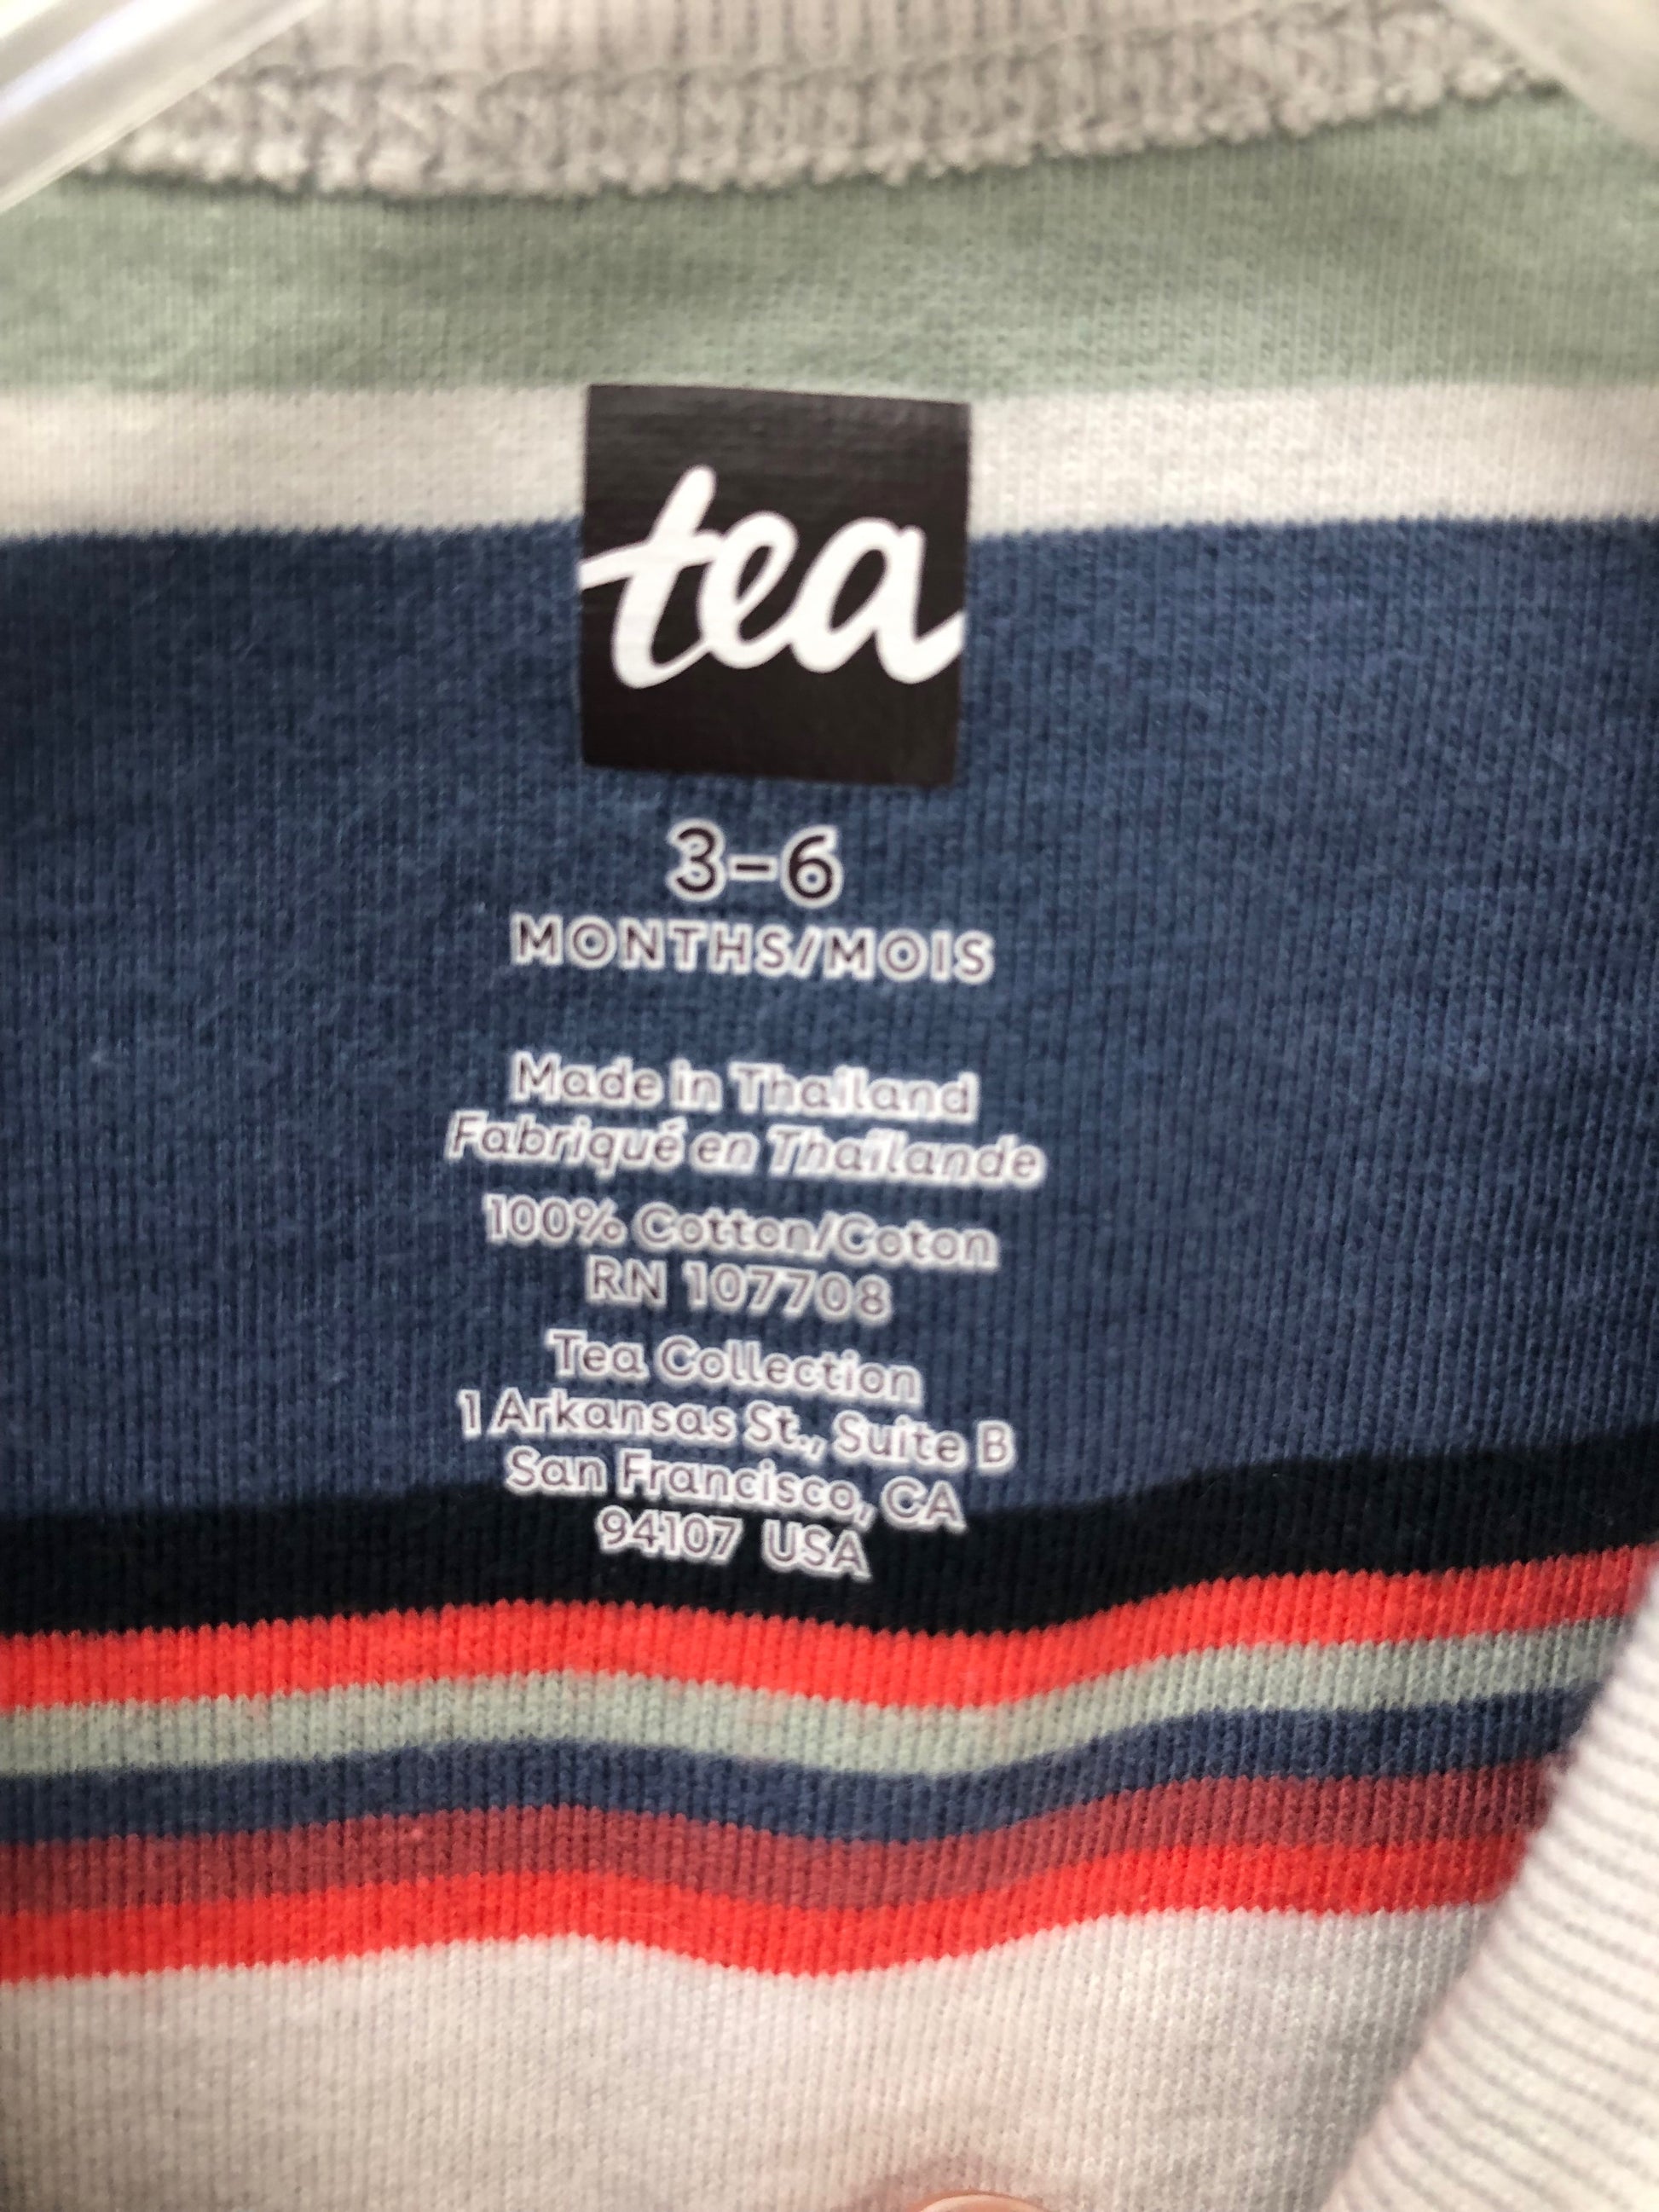 tea
3-6
MONTHS/MOIS
Made in Thailand
Fabriqué en Thaïlande
100% Cotton/Coton
RN 107708
Tea Collection
1 Arkansas St., Suite B
San Francisco, CA
94107 USA